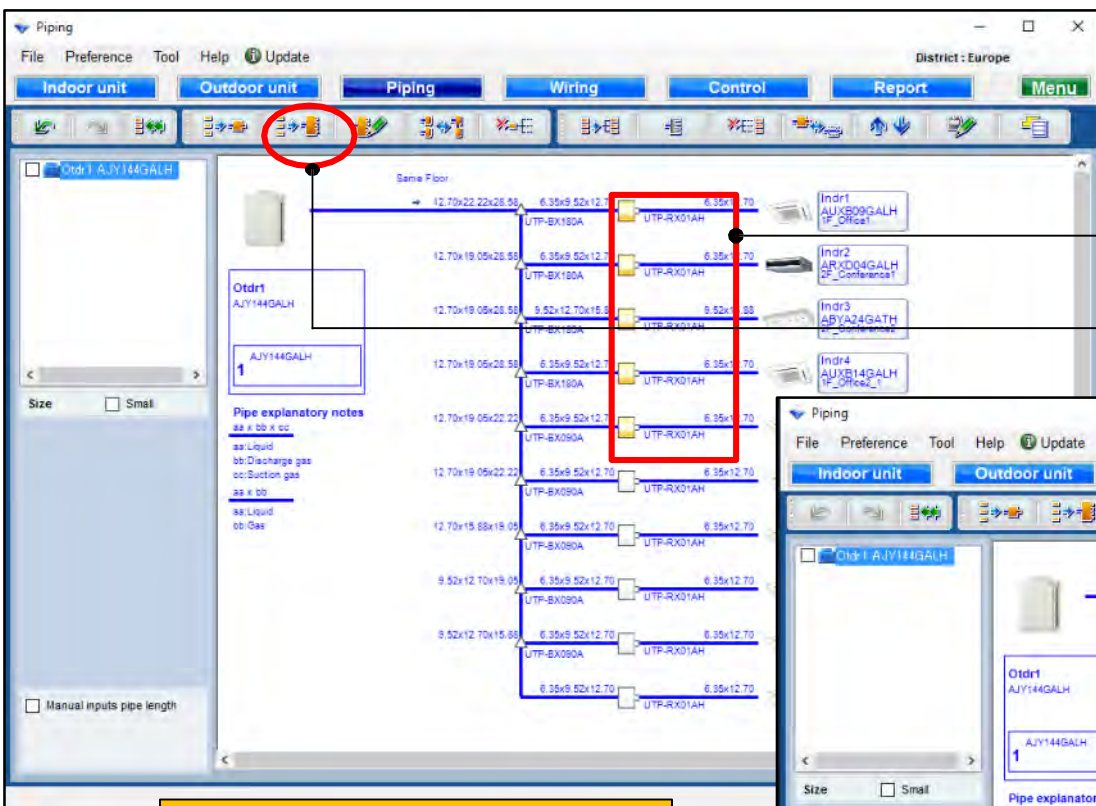 Piping
File Preference Tool Help Update District : Europe
Indoor unit Outdoor unit Piping Wiring Control Report Menu
Otdr1 AJY144GALH
Same Floor
12.70x22.22x28.58 6.35x9.52x12.7 6.35x12.70
UTP-BX180A UTP-RX01AH
Indr1
AUXB09GALH
1F_Office1
12.70x19.05x28.58 6.35x9.52x12.7 6.35x12.70
UTP-BX180A UTP-RX01AH
Indr2
ARXD04GALH
2F_Conference1
Otdr1
AJY144GALH
12.70x19.05x28.58 9.52x12.70x15.8 9.52x15.88
UTP-BX180A UTP-RX01AH
Indr3
ABYA24GATH
2F_Conference2
AJY144GALH
1
12.70x19.05x28.58 6.35x9.52x12.7 6.35x12.70
UTP-BX180A UTP-RX01AH
Indr4
AUXB14GALH
1F_Office2_1
Size Small
Pipe explanatory notes
aa x bb x cc
aa:Liquid
bb:Discharge gas
cc:Suction gas
aa x bb
aa:Liquid
bb:Gas
12.70x19.05x22.22 6.35x9.52x12.7 6.35x12.70
UTP-BX090A UTP-RX01AH
12.70x19.05x22.22 6.35x9.52x12.70 6.35x12.70
UTP-BX090A UTP-RX01AH
12.70x15.88x19.05 6.35x9.52x12.70 6.35x12.70
UTP-BX090A UTP-RX01AH
9.52x12.70x19.05 6.35x9.52x12.70 6.35x12.70
UTP-BX090A UTP-RX01AH
9.52x12.70x15.88 6.35x9.52x12.70 6.35x12.70
UTP-BX090A UTP-RX01AH
6.35x9.52x12.70 6.35x12.70
UTP-RX01AH
Manual inputs pipe length
Piping
File Preference Tool Help Update
Indoor unit Outdoor unit
Otdr1 AJY144GALH
Otdr1
AJY144GALH
AJY144GALH
1
Size Small
Pipe explanator